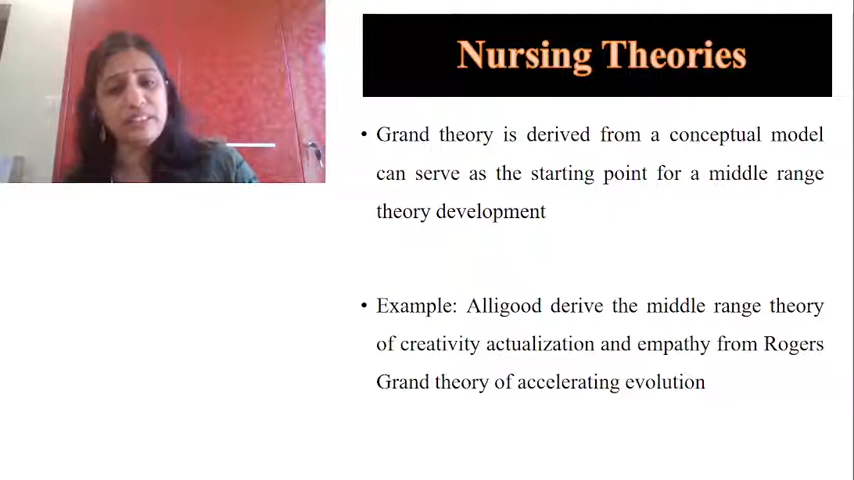 Nursing Theories
• Grand theory is derived from a conceptual model
can serve as the starting point for a middle range
theory development
• Example: Alligood derive the middle range theory
of creativity actualization and empathy from Rogers
Grand theory of accelerating evolution